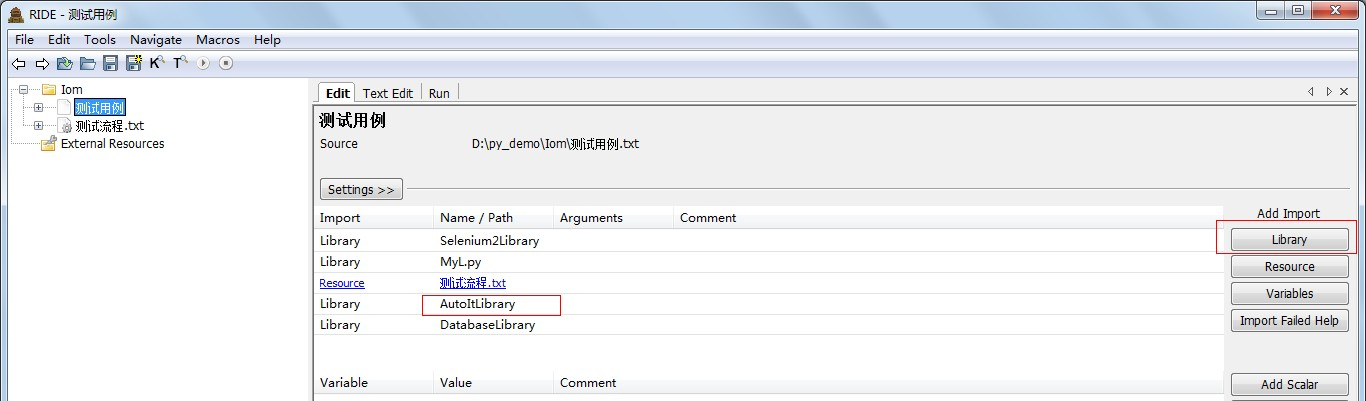 RIDE - 测试用例
File Edit Tools Navigate Macros Help
K T
Iom
测试用例
测试流程.txt
External Resources
Edit Text Edit Run
测试用例
Source D:\py_demo\Iom\测试用例.txt
Settings >>
Import Name / Path Arguments Comment
Library Selenium2Library
Library MyL.py
Resource 测试流程.txt
Library AutoItLibrary
Library DatabaseLibrary
Variable Value Comment
Add Import
Library
Resource
Variables
Import Failed Help
Add Scalar